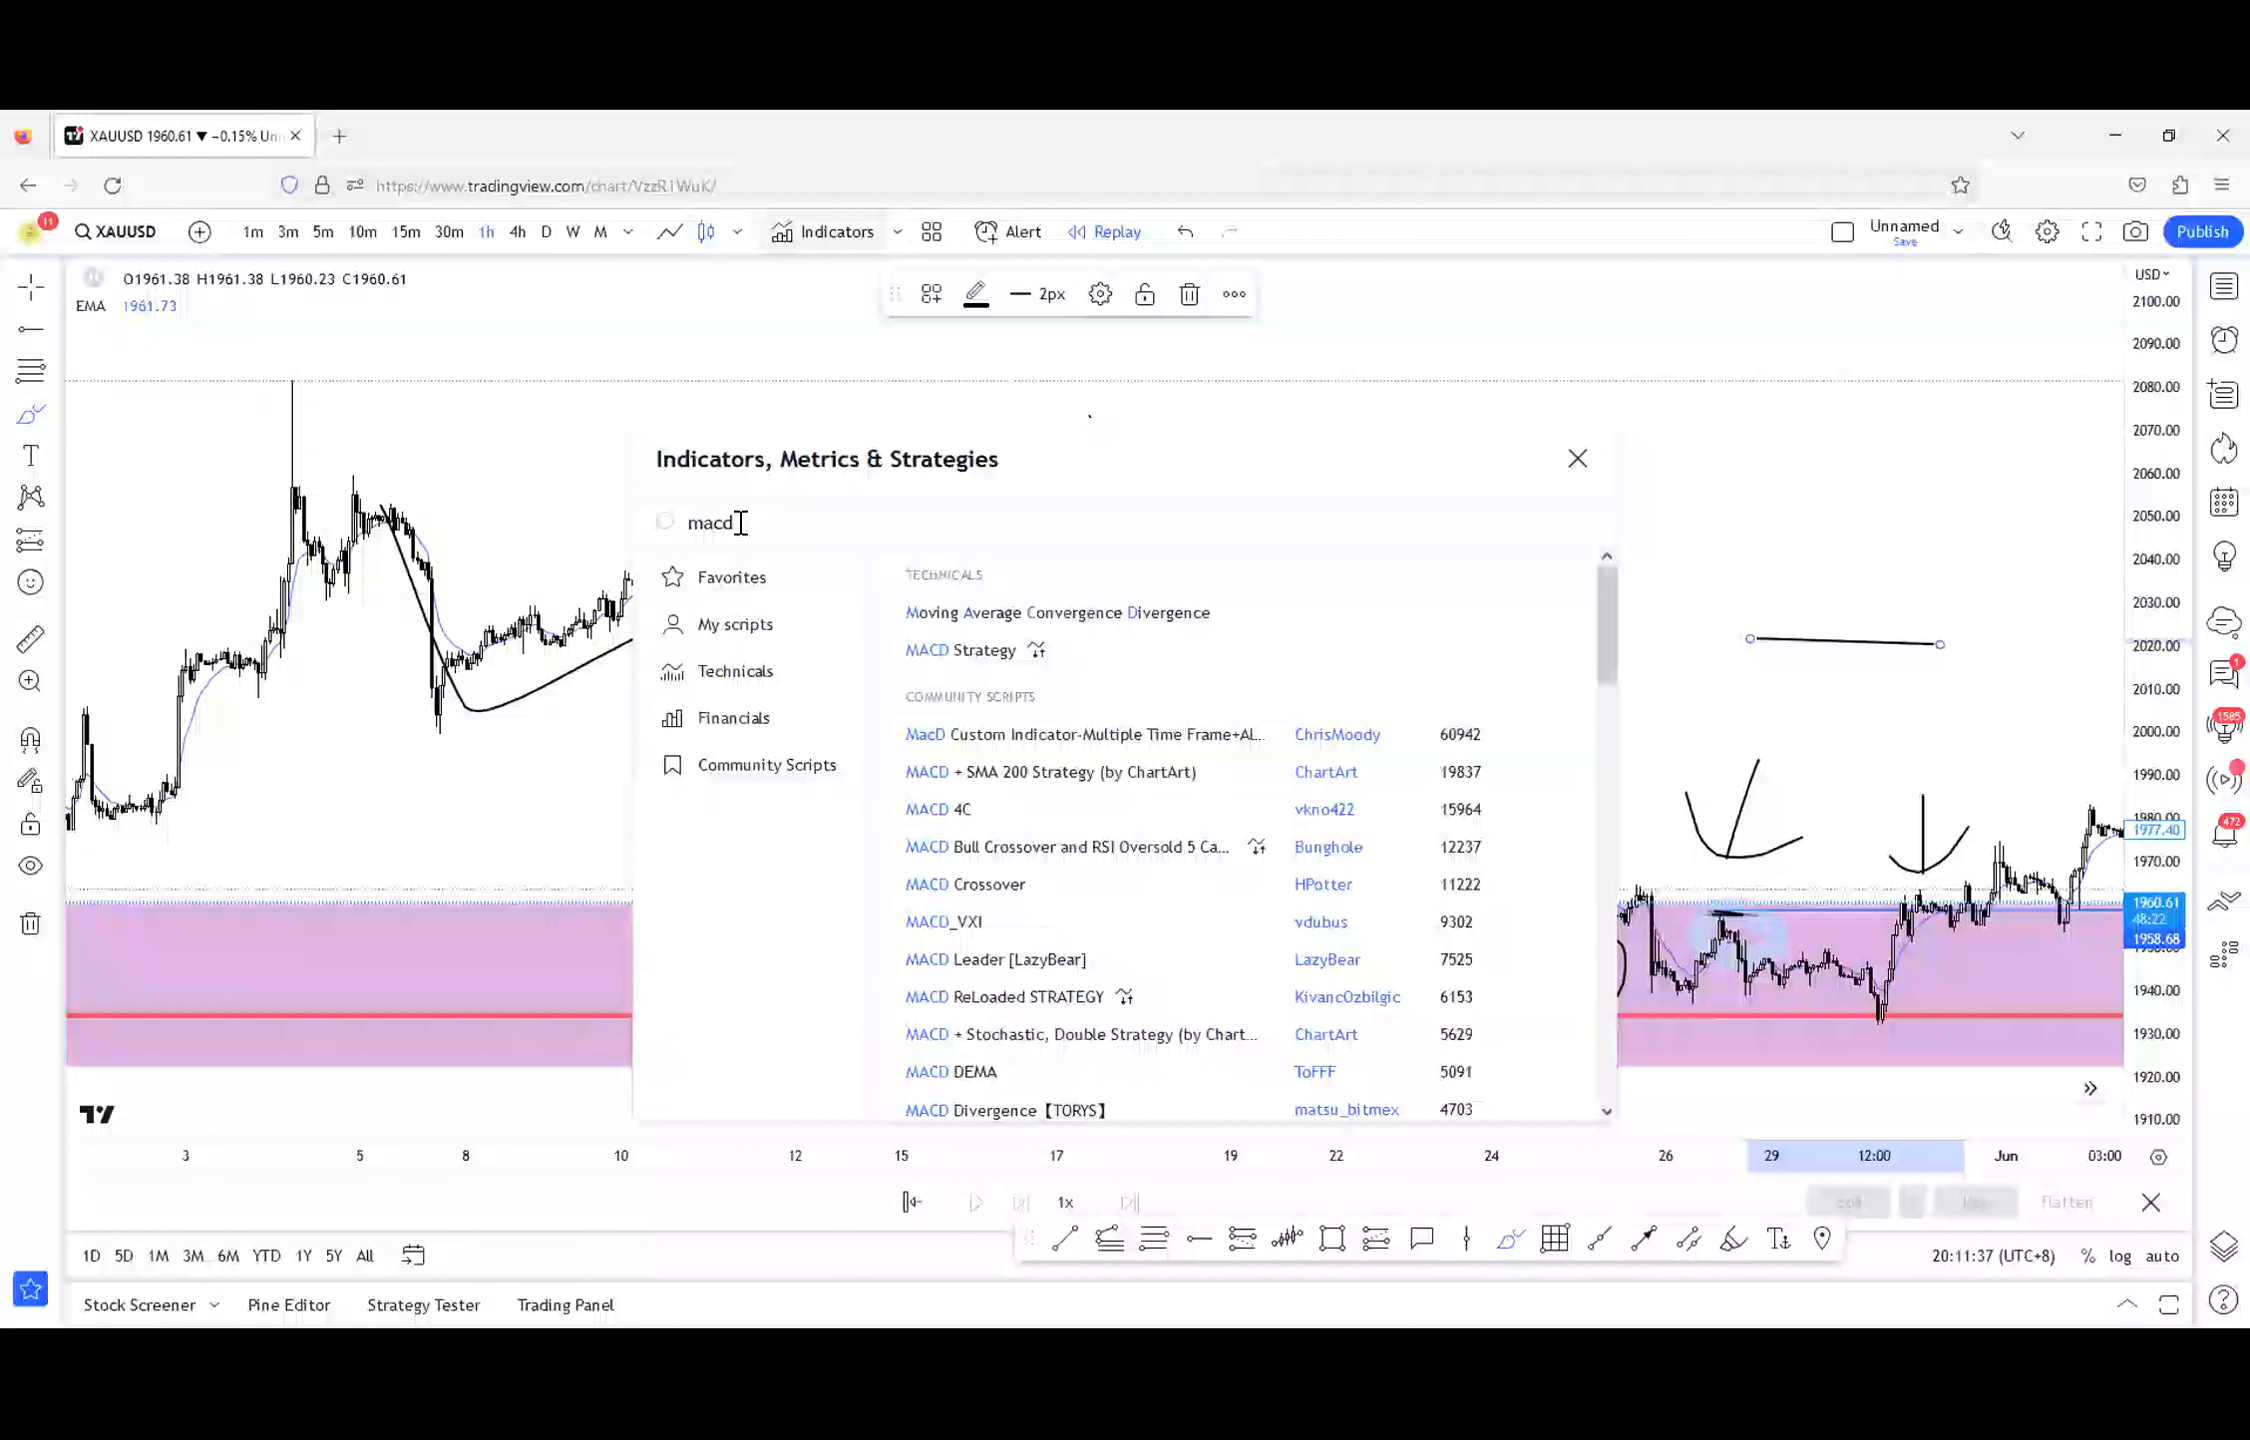 XAUUSD 1960.61 ▼ −0.15% Unn
https://www.tradingview.com/chart/VzzR1WuK/
11
XAUUSD 1m 3m 5m 10m 15m 30m 1h 4h D W M Indicators Alert Replay Unnamed Save Publish
O1961.38 H1961.38 L1960.23 C1960.61
EMA 1961.73
2px
USD
2100.00
2090.00
2080.00
2070.00
2060.00
2050.00
2040.00
2030.00
2020.00
2010.00
2000.00
1990.00
1980.00
1977.40
1970.00
1960.61
48:22
1958.68
1940.00
1930.00
1920.00
1910.00
Indicators, Metrics & Strategies
macd
Favorites
My scripts
Technicals
Financials
Community Scripts
TECHNICALS
Moving Average Convergence Divergence
MACD Strategy
COMMUNITY SCRIPTS
MacD Custom Indicator-Multiple Time Frame+Al... ChrisMoody 60942
MACD + SMA 200 Strategy (by ChartArt) ChartArt 19837
MACD 4C vkno422 15964
MACD Bull Crossover and RSI Oversold 5 Ca... Bunghole 12237
MACD Crossover HPotter 11222
MACD_VXI vdubus 9302
MACD Leader [LazyBear] LazyBear 7525
MACD ReLoaded STRATEGY KivancOzbilgic 6153
MACD + Stochastic, Double Strategy (by Chart... ChartArt 5629
MACD DEMA ToFFF 5091
MACD Divergence【TORYS】 matsu_bitmex 4703
1
1585
472
3 5 8 10 12 15 17 19 22 24 26 29 12:00 Jun 03:00
1x
Flatten
1D 5D 1M 3M 6M YTD 1Y 5Y All
20:11:37 (UTC+8) % log auto
Stock Screener Pine Editor Strategy Tester Trading Panel